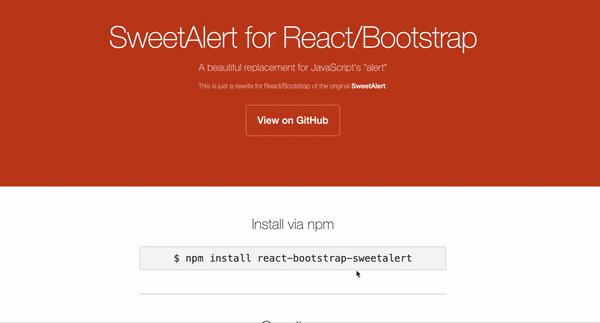 SweetAlert for React/Bootstrap
A beautiful replacement for JavaScript's "alert"
This is just a rewrite for React/Bootstrap of the original SweetAlert.
View on GitHub
Install via npm
$ npm install react-bootstrap-sweetalert